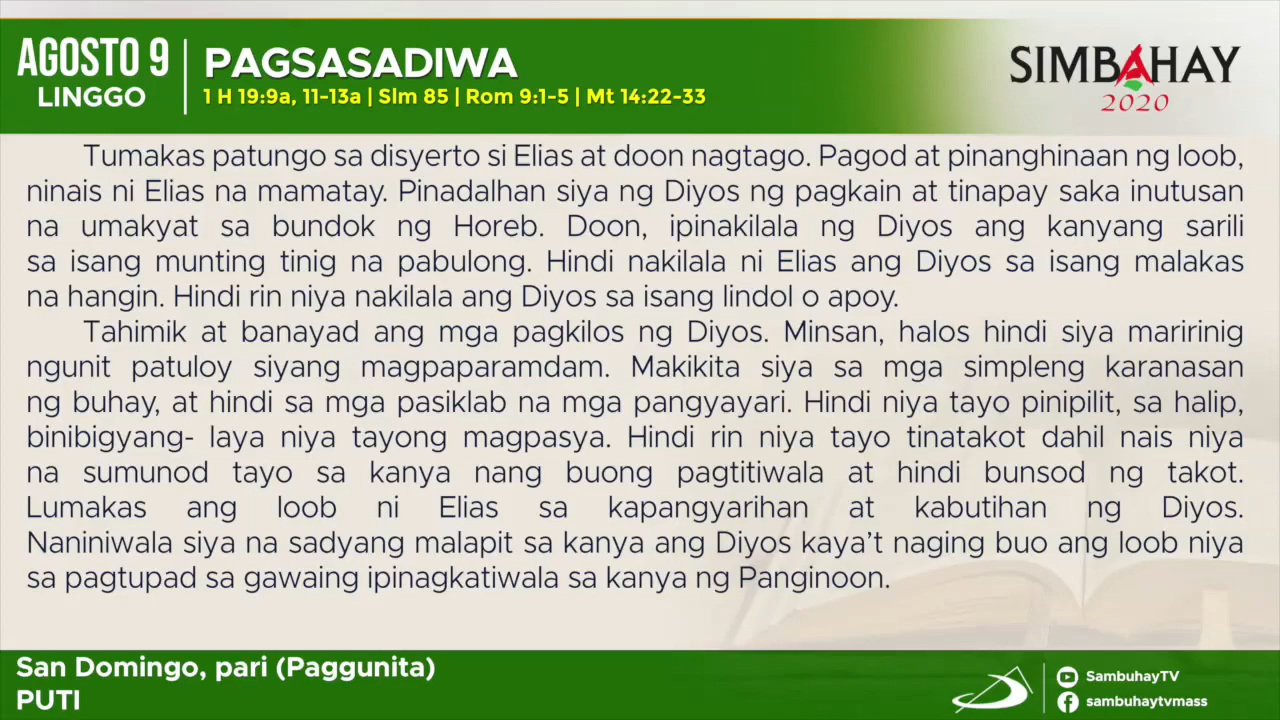 AGOSTO 9
LINGGO
PAGSASADIWA
1 H 19:9a, 11-13a | Slm 85 | Rom 9:1-5 | Mt 14:22-33
SIMBAHAY
2020
Tumakas patungo sa disyerto si Elias at doon nagtago. Pagod at pinanghinaan ng loob,
ninais ni Elias na mamatay. Pinadalhan siya ng Diyos ng pagkain at tinapay saka inutusan
na umakyat sa bundok ng Horeb. Doon, ipinakilala ng Diyos ang kanyang sarili
sa isang munting tinig na pabulong. Hindi nakilala ni Elias ang Diyos sa isang malakas
na hangin. Hindi rin niya nakilala ang Diyos sa isang lindol o apoy.
Tahimik at banayad ang mga pagkilos ng Diyos. Minsan, halos hindi siya maririnig
ngunit patuloy siyang magpaparamdam. Makikita siya sa mga simpleng karanasan
ng buhay, at hindi sa mga pasiklab na mga pangyayari. Hindi niya tayo pinipilit, sa halip,
binibigyang- laya niya tayong magpasya. Hindi rin niya tayo tinatakot dahil nais niya
na sumunod tayo sa kanya nang buong pagtitiwala at hindi bunsod ng takot.
Lumakas ang loob ni Elias sa kapangyarihan at kabutihan ng Diyos.
Naniniwala siya na sadyang malapit sa kanya ang Diyos kaya't naging buo ang loob niya
sa pagtupad sa gawaing ipinagkatiwala sa kanya ng Panginoon.
San Domingo, pari (Paggunita)
PUTI
SambuhayTV
sambuhaytvmass